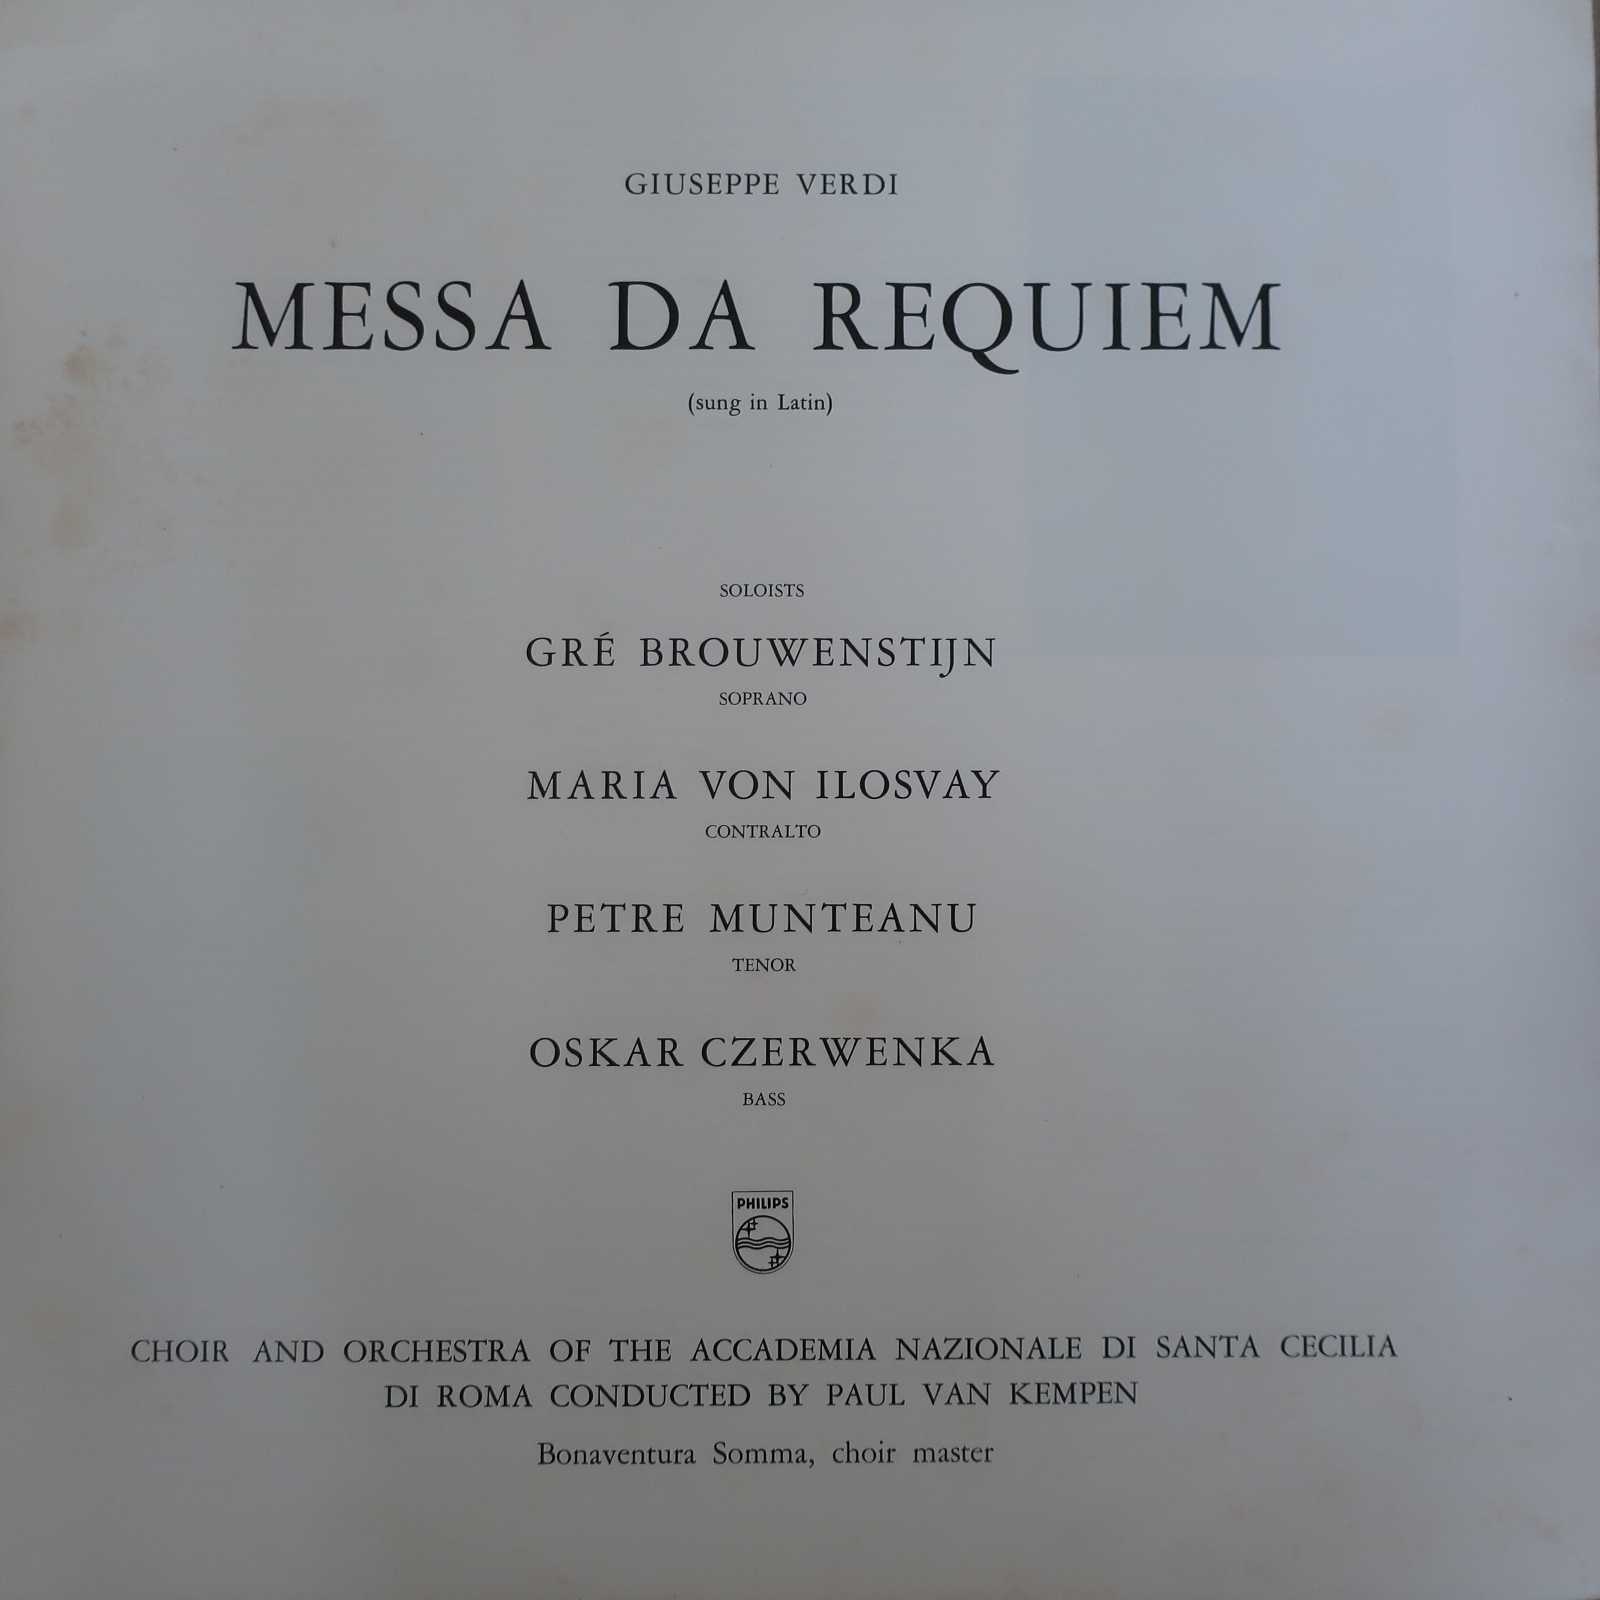 GIUSEPPE VERDI
MESSA DA REQUIEM
(sung in Latin)
SOLOISTS
GRÉ BROUWENSTIJN
SOPRANO
MARIA VON ILOSVAY
CONTRALTO
PETRE MUNTEANU
TENOR
OSKAR CZERWENKA
BASS
PHILIPS
CHOIR AND ORCHESTRA OF THE ACCADEMIA NAZIONALE DI SANTA CECILIA
DI ROMA CONDUCTED BY PAUL VAN KEMPEN
Bonaventura Somma, choir master